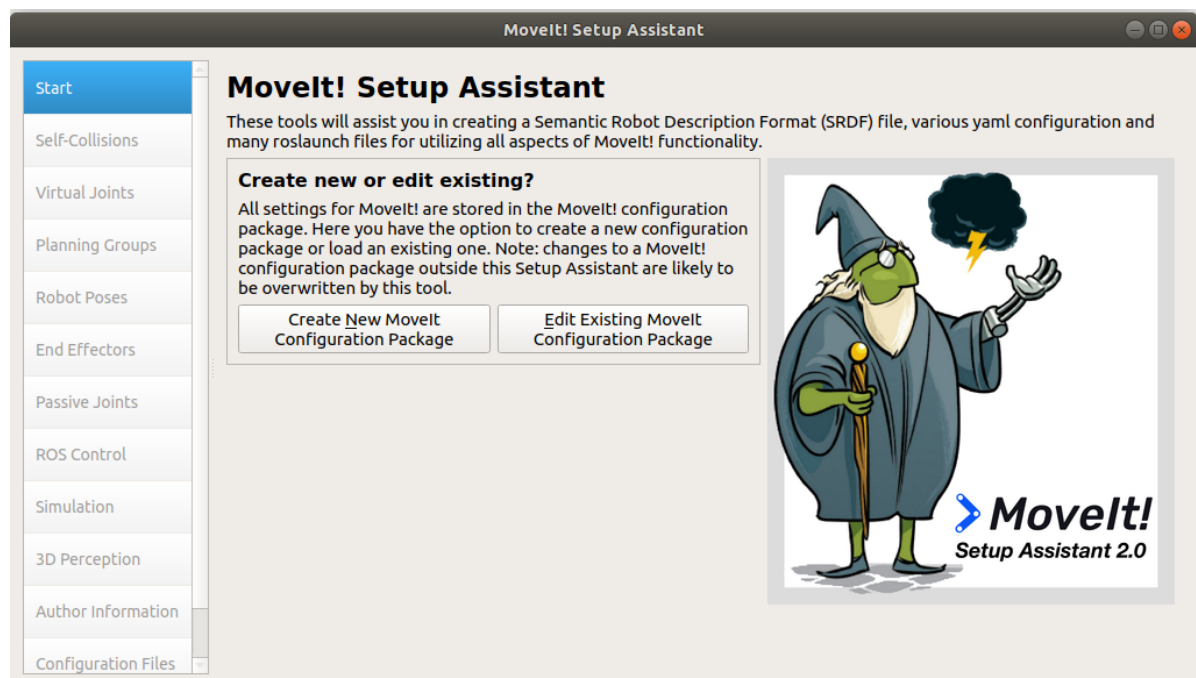 MoveIt! Setup Assistant
Start
Self-Collisions
Virtual Joints
Planning Groups
Robot Poses
End Effectors
Passive Joints
ROS Control
Simulation
3D Perception
Author Information
Configuration Files
MoveIt! Setup Assistant
These tools will assist you in creating a Semantic Robot Description Format (SRDF) file, various yaml configuration and
many roslaunch files for utilizing all aspects of MoveIt! functionality.
Create new or edit existing?
All settings for MoveIt! are stored in the MoveIt! configuration
package. Here you have the option to create a new configuration
package or load an existing one. Note: changes to a MoveIt!
configuration package outside this Setup Assistant are likely to
be overwritten by this tool.
Create New MoveIt
Configuration Package
Edit Existing MoveIt
Configuration Package
MoveIt!
Setup Assistant 2.0